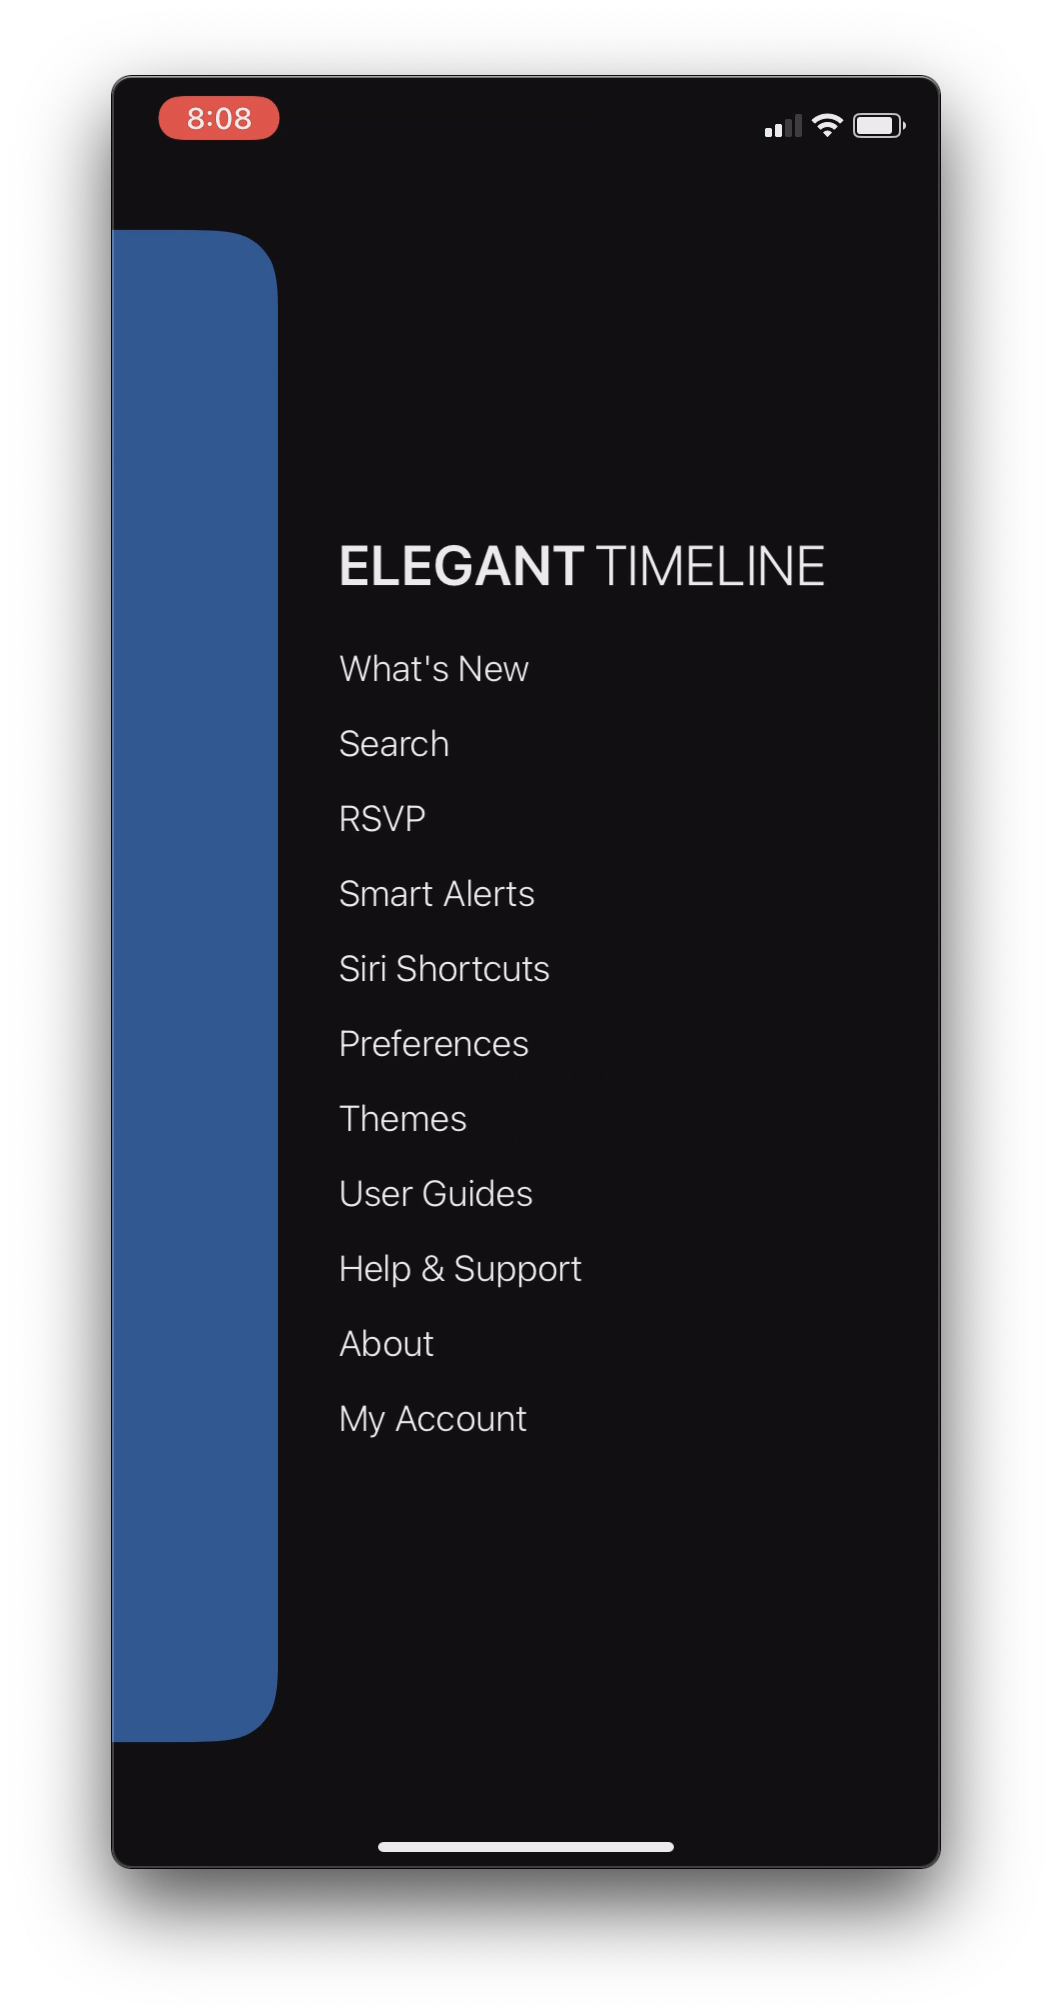 8:08
ELEGANT TIMELINE
What's New
Search
RSVP
Smart Alerts
Siri Shortcuts
Preferences
Themes
User Guides
Help & Support
About
My Account